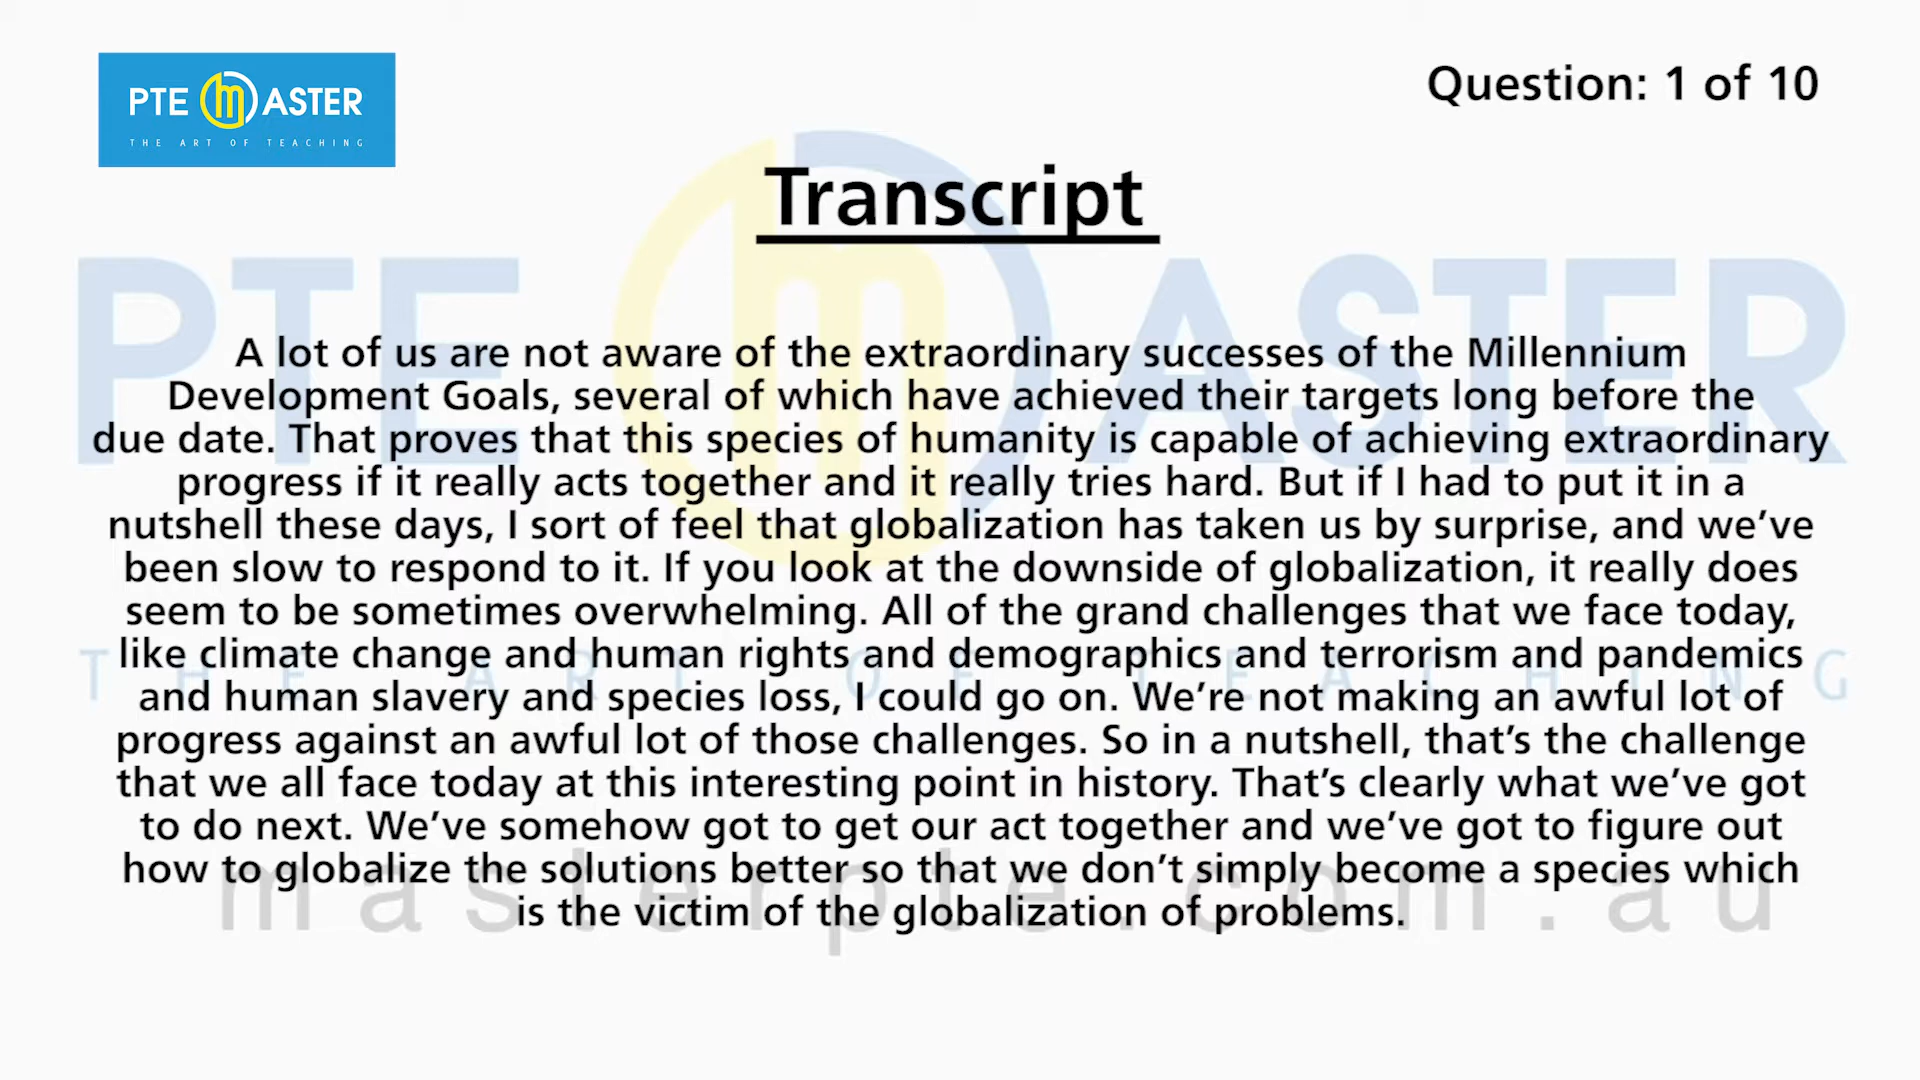 PTE MASTER
THE ART OF TEACHING
Question: 1 of 10
Transcript
A lot of us are not aware of the extraordinary successes of the Millennium
Development Goals, several of which have achieved their targets long before the
due date. That proves that this species of humanity is capable of achieving extraordinary
progress if it really acts together and it really tries hard. But if I had to put it in a
nutshell these days, I sort of feel that globalization has taken us by surprise, and we’ve
been slow to respond to it. If you look at the downside of globalization, it really does
seem to be sometimes overwhelming. All of the grand challenges that we face today,
like climate change and human rights and demographics and terrorism and pandemics
and human slavery and species loss, I could go on. We’re not making an awful lot of
progress against an awful lot of those challenges. So in a nutshell, that’s the challenge
that we all face today at this interesting point in history. That’s clearly what we’ve got
to do next. We’ve somehow got to get our act together and we’ve got to figure out
how to globalize the solutions better so that we don’t simply become a species which
is the victim of the globalization of problems.
PTE MASTER
THE ART OF TEACHING
masterpte.com.au